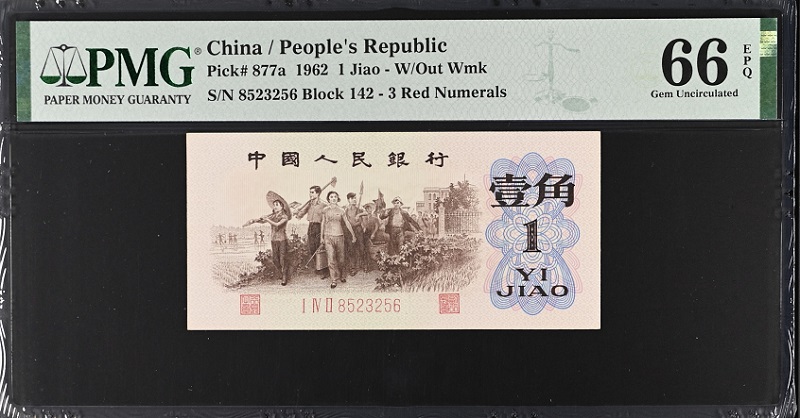 PMG®
PAPER MONEY GUARANTY
China / People's Republic
Pick# 877a 1962 1 Jiao - W/Out Wmk
S/N 8523256 Block 142 - 3 Red Numerals
66 EPQ
Gem Uncirculated
中國人民銀行
壹角
1
YI
JIAO
I IV II 8523256